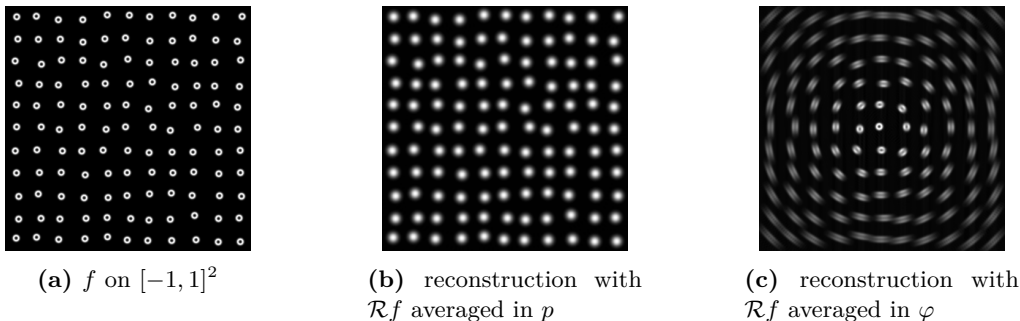 (a) f on [−1, 1]²
(b) reconstruction with
ℛf averaged in p
(c) reconstruction with
ℛf averaged in φ